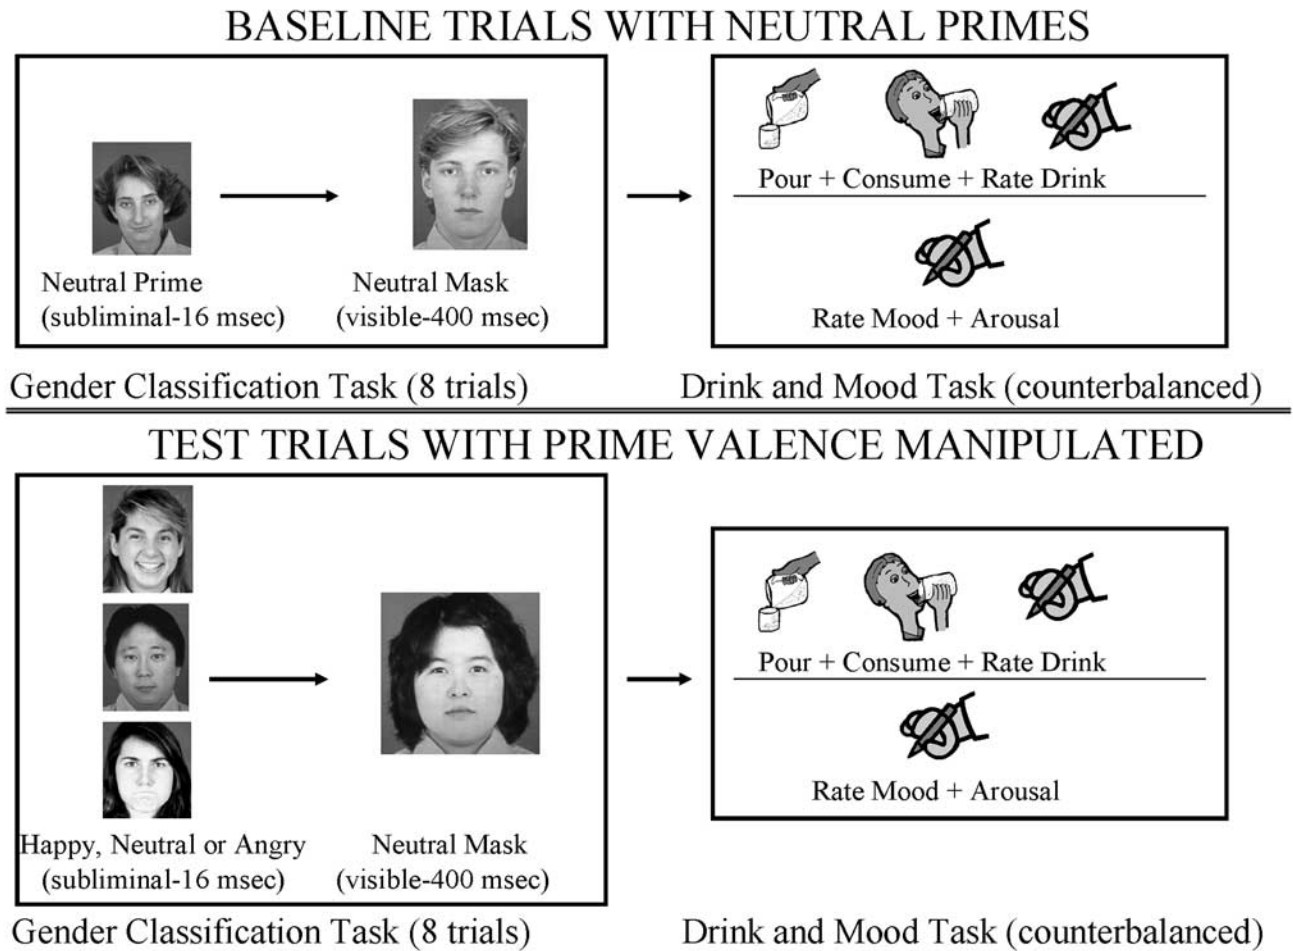 BASELINE TRIALS WITH NEUTRAL PRIMES
Neutral Prime
(subliminal-16 msec)
Neutral Mask
(visible-400 msec)
Pour + Consume + Rate Drink
Rate Mood + Arousal
Gender Classification Task (8 trials)
Drink and Mood Task (counterbalanced)
TEST TRIALS WITH PRIME VALENCE MANIPULATED
Happy, Neutral or Angry
(subliminal-16 msec)
Neutral Mask
(visible-400 msec)
Pour + Consume + Rate Drink
Rate Mood + Arousal
Gender Classification Task (8 trials)
Drink and Mood Task (counterbalanced)